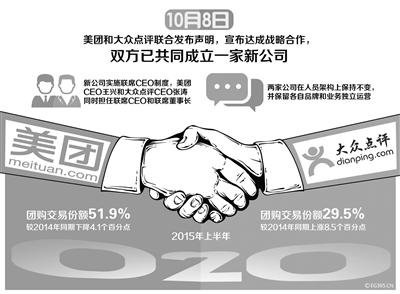 10月8日
美团和大众点评联合发布声明，宣布达成战略合作，
双方已共同成立一家新公司
新公司实施联席CEO制度，美团
CEO王兴和大众点评CEO张涛
同时担任联席CEO和联席董事长
两家公司在人员架构上保持不变，
并保留各自品牌和业务独立运营
美团
meituan.com
大众点评
dianping.com
团购交易份额51.9%
较2014年同期下降4.1个百分点
团购交易份额29.5%
较2014年同期上涨8.5个百分点
2015年上半年
O2O
©EG365.CN